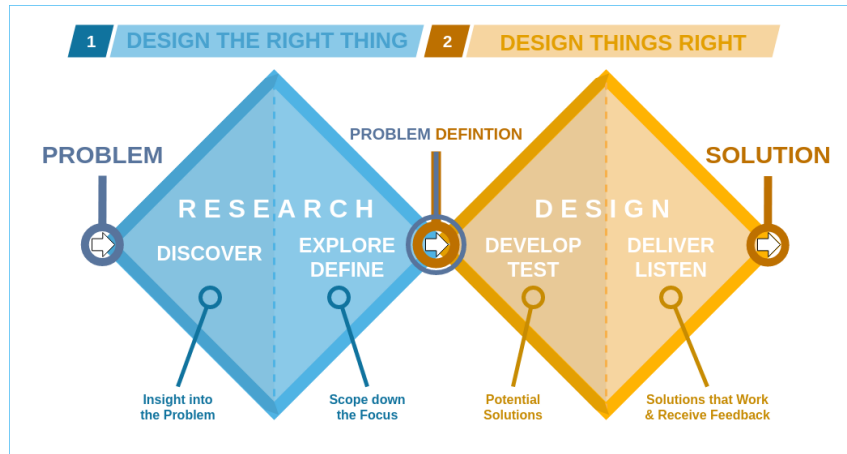 1 DESIGN THE RIGHT THING 2 DESIGN THINGS RIGHT
PROBLEM DEFINTION
PROBLEM
SOLUTION
RESEARCH
DESIGN
DISCOVER
EXPLORE
DEFINE
DEVELOP
TEST
DELIVER
LISTEN
Insight into
the Problem
Scope down
the Focus
Potential
Solutions
Solutions that Work
& Receive Feedback